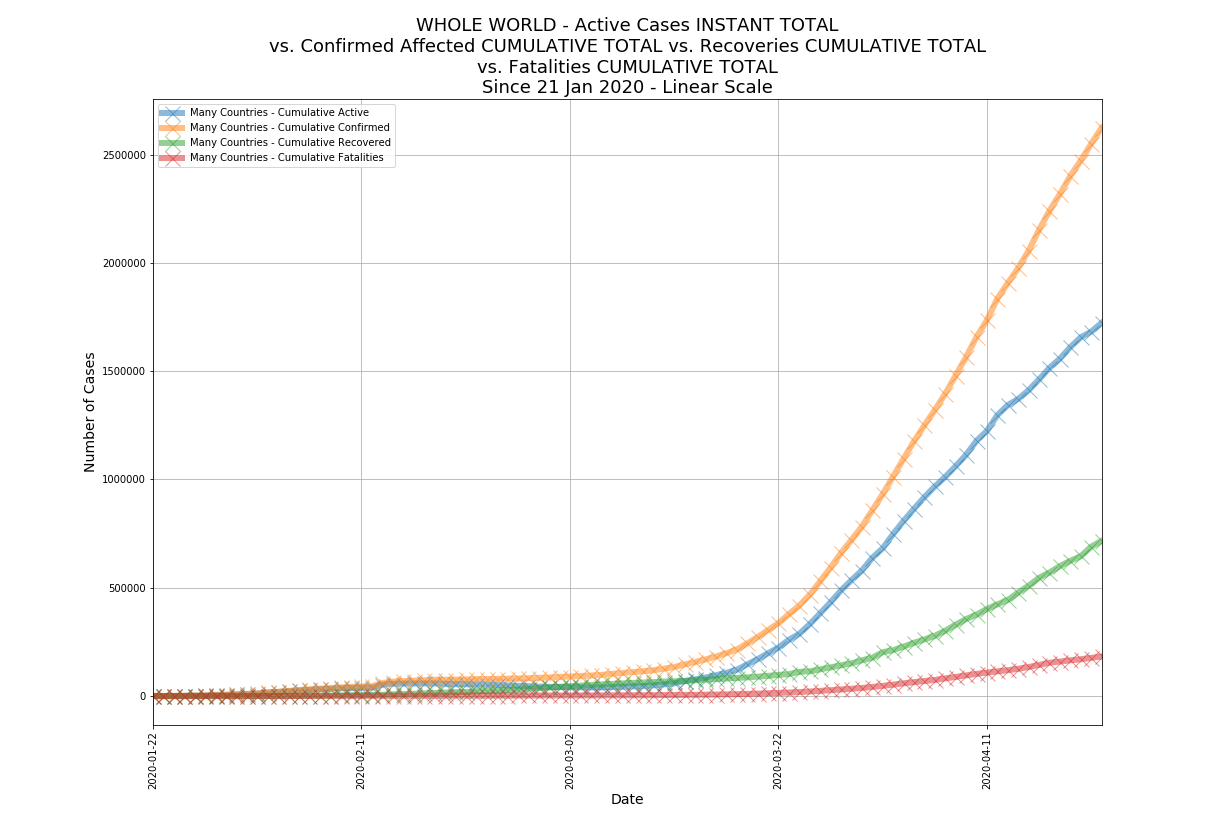 WHOLE WORLD - Active Cases INSTANT TOTAL
vs. Confirmed Affected CUMULATIVE TOTAL vs. Recoveries CUMULATIVE TOTAL
vs. Fatalities CUMULATIVE TOTAL
Since 21 Jan 2020 - Linear Scale
Many Countries - Cumulative Active
Many Countries - Cumulative Confirmed
Many Countries - Cumulative Recovered
Many Countries - Cumulative Fatalities
2500000
2000000
1500000
1000000
500000
0
Number of Cases
2020-01-22
2020-02-11
2020-03-02
2020-03-22
2020-04-11
Date